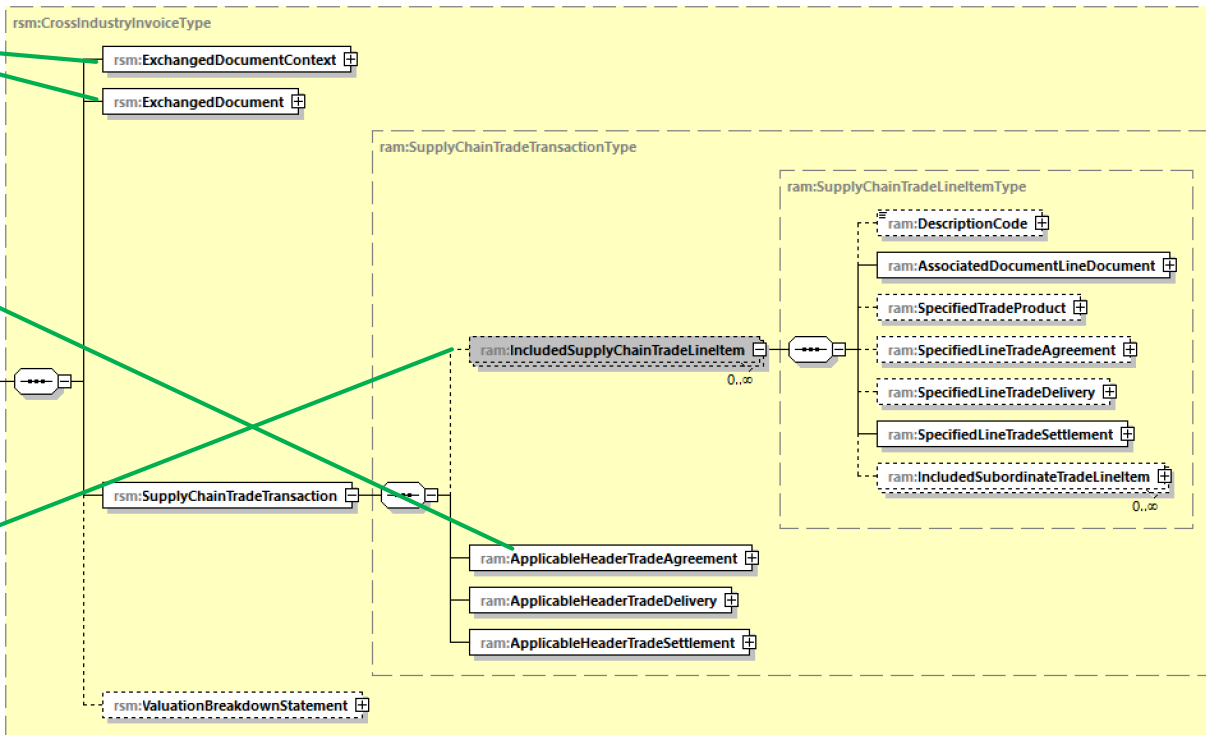 rsm:CrossIndustryInvoiceType
rsm:ExchangedDocumentContext
rsm:ExchangedDocument
ram:SupplyChainTradeTransactionType
ram:SupplyChainTradeLineItemType
ram:DescriptionCode
ram:AssociatedDocumentLineDocument
ram:SpecifiedTradeProduct
ram:IncludedSupplyChainTradeLineItem
0..∞
ram:SpecifiedLineTradeAgreement
ram:SpecifiedLineTradeDelivery
ram:SpecifiedLineTradeSettlement
ram:IncludedSubordinateTradeLineItem
0..∞
rsm:SupplyChainTradeTransaction
ram:ApplicableHeaderTradeAgreement
ram:ApplicableHeaderTradeDelivery
ram:ApplicableHeaderTradeSettlement
rsm:ValuationBreakdownStatement